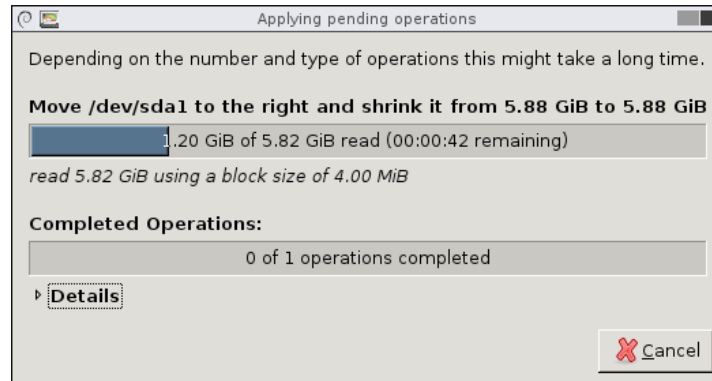 Applying pending operations
Depending on the number and type of operations this might take a long time.
Move /dev/sda1 to the right and shrink it from 5.88 GiB to 5.88 GiB
1.20 GiB of 5.82 GiB read (00:00:42 remaining)
read 5.82 GiB using a block size of 4.00 MiB
Completed Operations:
0 of 1 operations completed
Details
Cancel